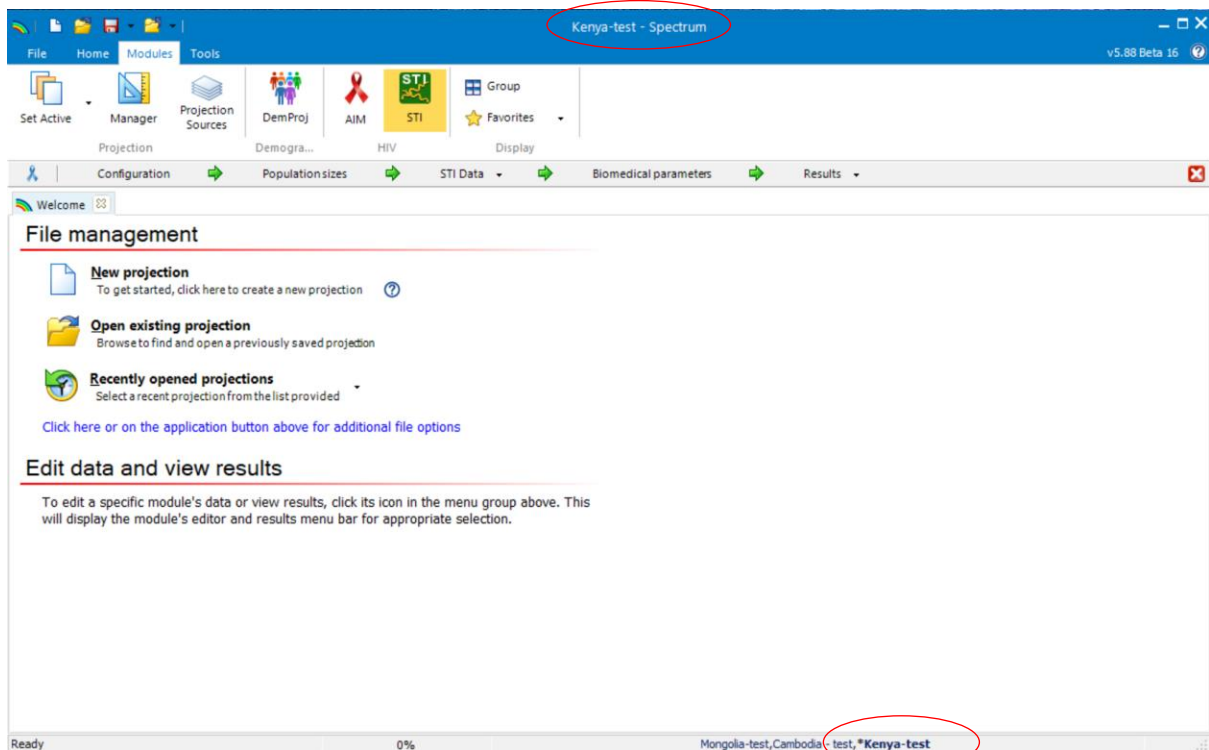 Kenya-test - Spectrum
File Home Modules Tools
v5.88 Beta 16
Set Active
Manager
Projection Sources
DemProj
AIM
STI
STI
Group
Favorites
Projection
Demogra...
HIV
Display
Configuration Population sizes STI Data Biomedical parameters Results
Welcome
File management
New projection
To get started, click here to create a new projection
Open existing projection
Browse to find and open a previously saved projection
Recently opened projections
Select a recent projection from the list provided
Click here or on the application button above for additional file options
Edit data and view results
To edit a specific module's data or view results, click its icon in the menu group above. This
will display the module's editor and results menu bar for appropriate selection.
Ready 0% Mongolia-test,Cambodia - test,*Kenya-test